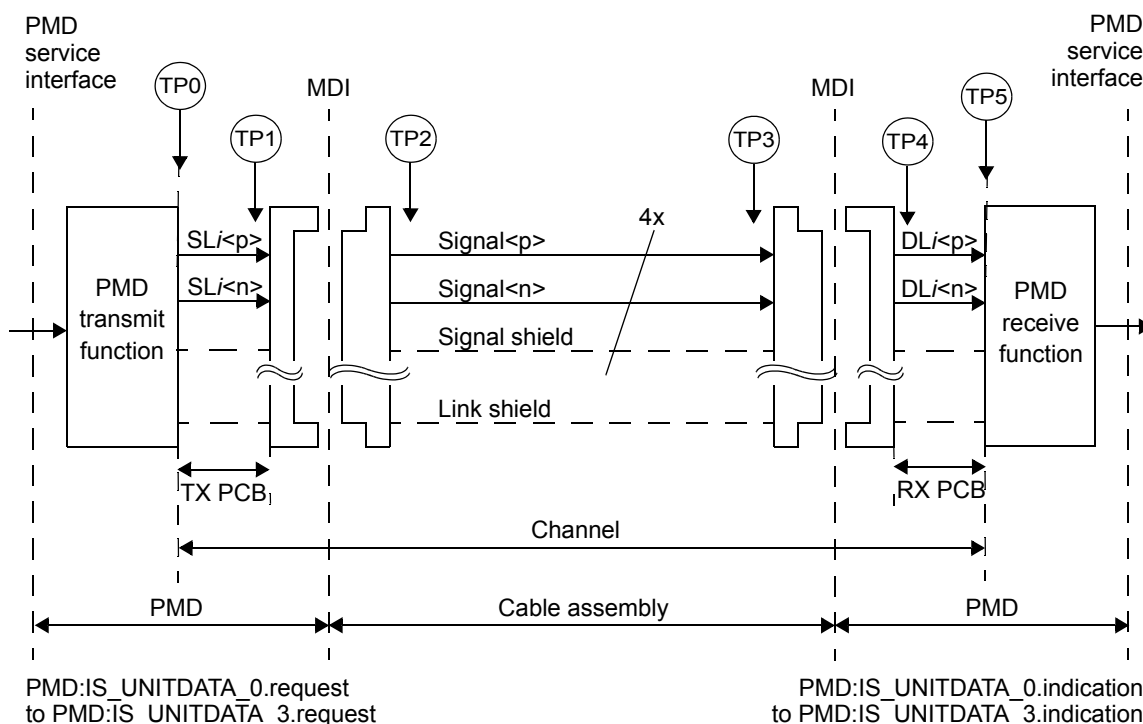 PMD
service
interface
PMD
service
interface
TP0
MDI
MDI
TP5
TP1
TP2
TP3
TP4
4x
SLi<p>
Signal<p>
DLi<p>
SLi<n>
Signal<n>
DLi<n>
PMD
transmit
function
PMD
receive
function
Signal shield
Link shield
TX PCB
RX PCB
Channel
PMD
Cable assembly
PMD
PMD:IS_UNITDATA_0.request
to PMD:IS_UNITDATA_3.request
PMD:IS_UNITDATA_0.indication
to PMD:IS_UNITDATA_3.indication